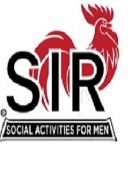 SIR
©
SOCIAL ACTIVITIES FOR MEN